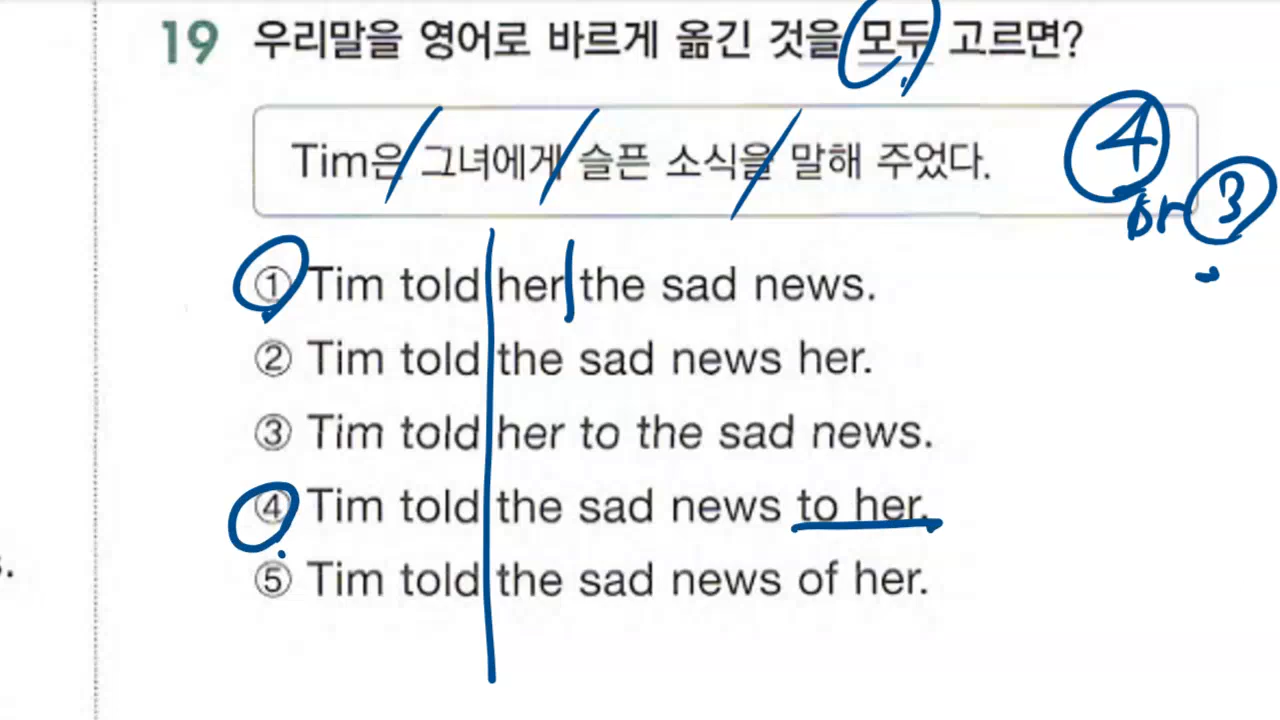 19 우리말을 영어로 바르게 옮긴 것을 모두 고르면?
Tim은 그녀에게 슬픈 소식을 말해 주었다.
4
or 3
① Tim told her the sad news.
② Tim told the sad news her.
③ Tim told her to the sad news.
④ Tim told the sad news to her.
⑤ Tim told the sad news of her.